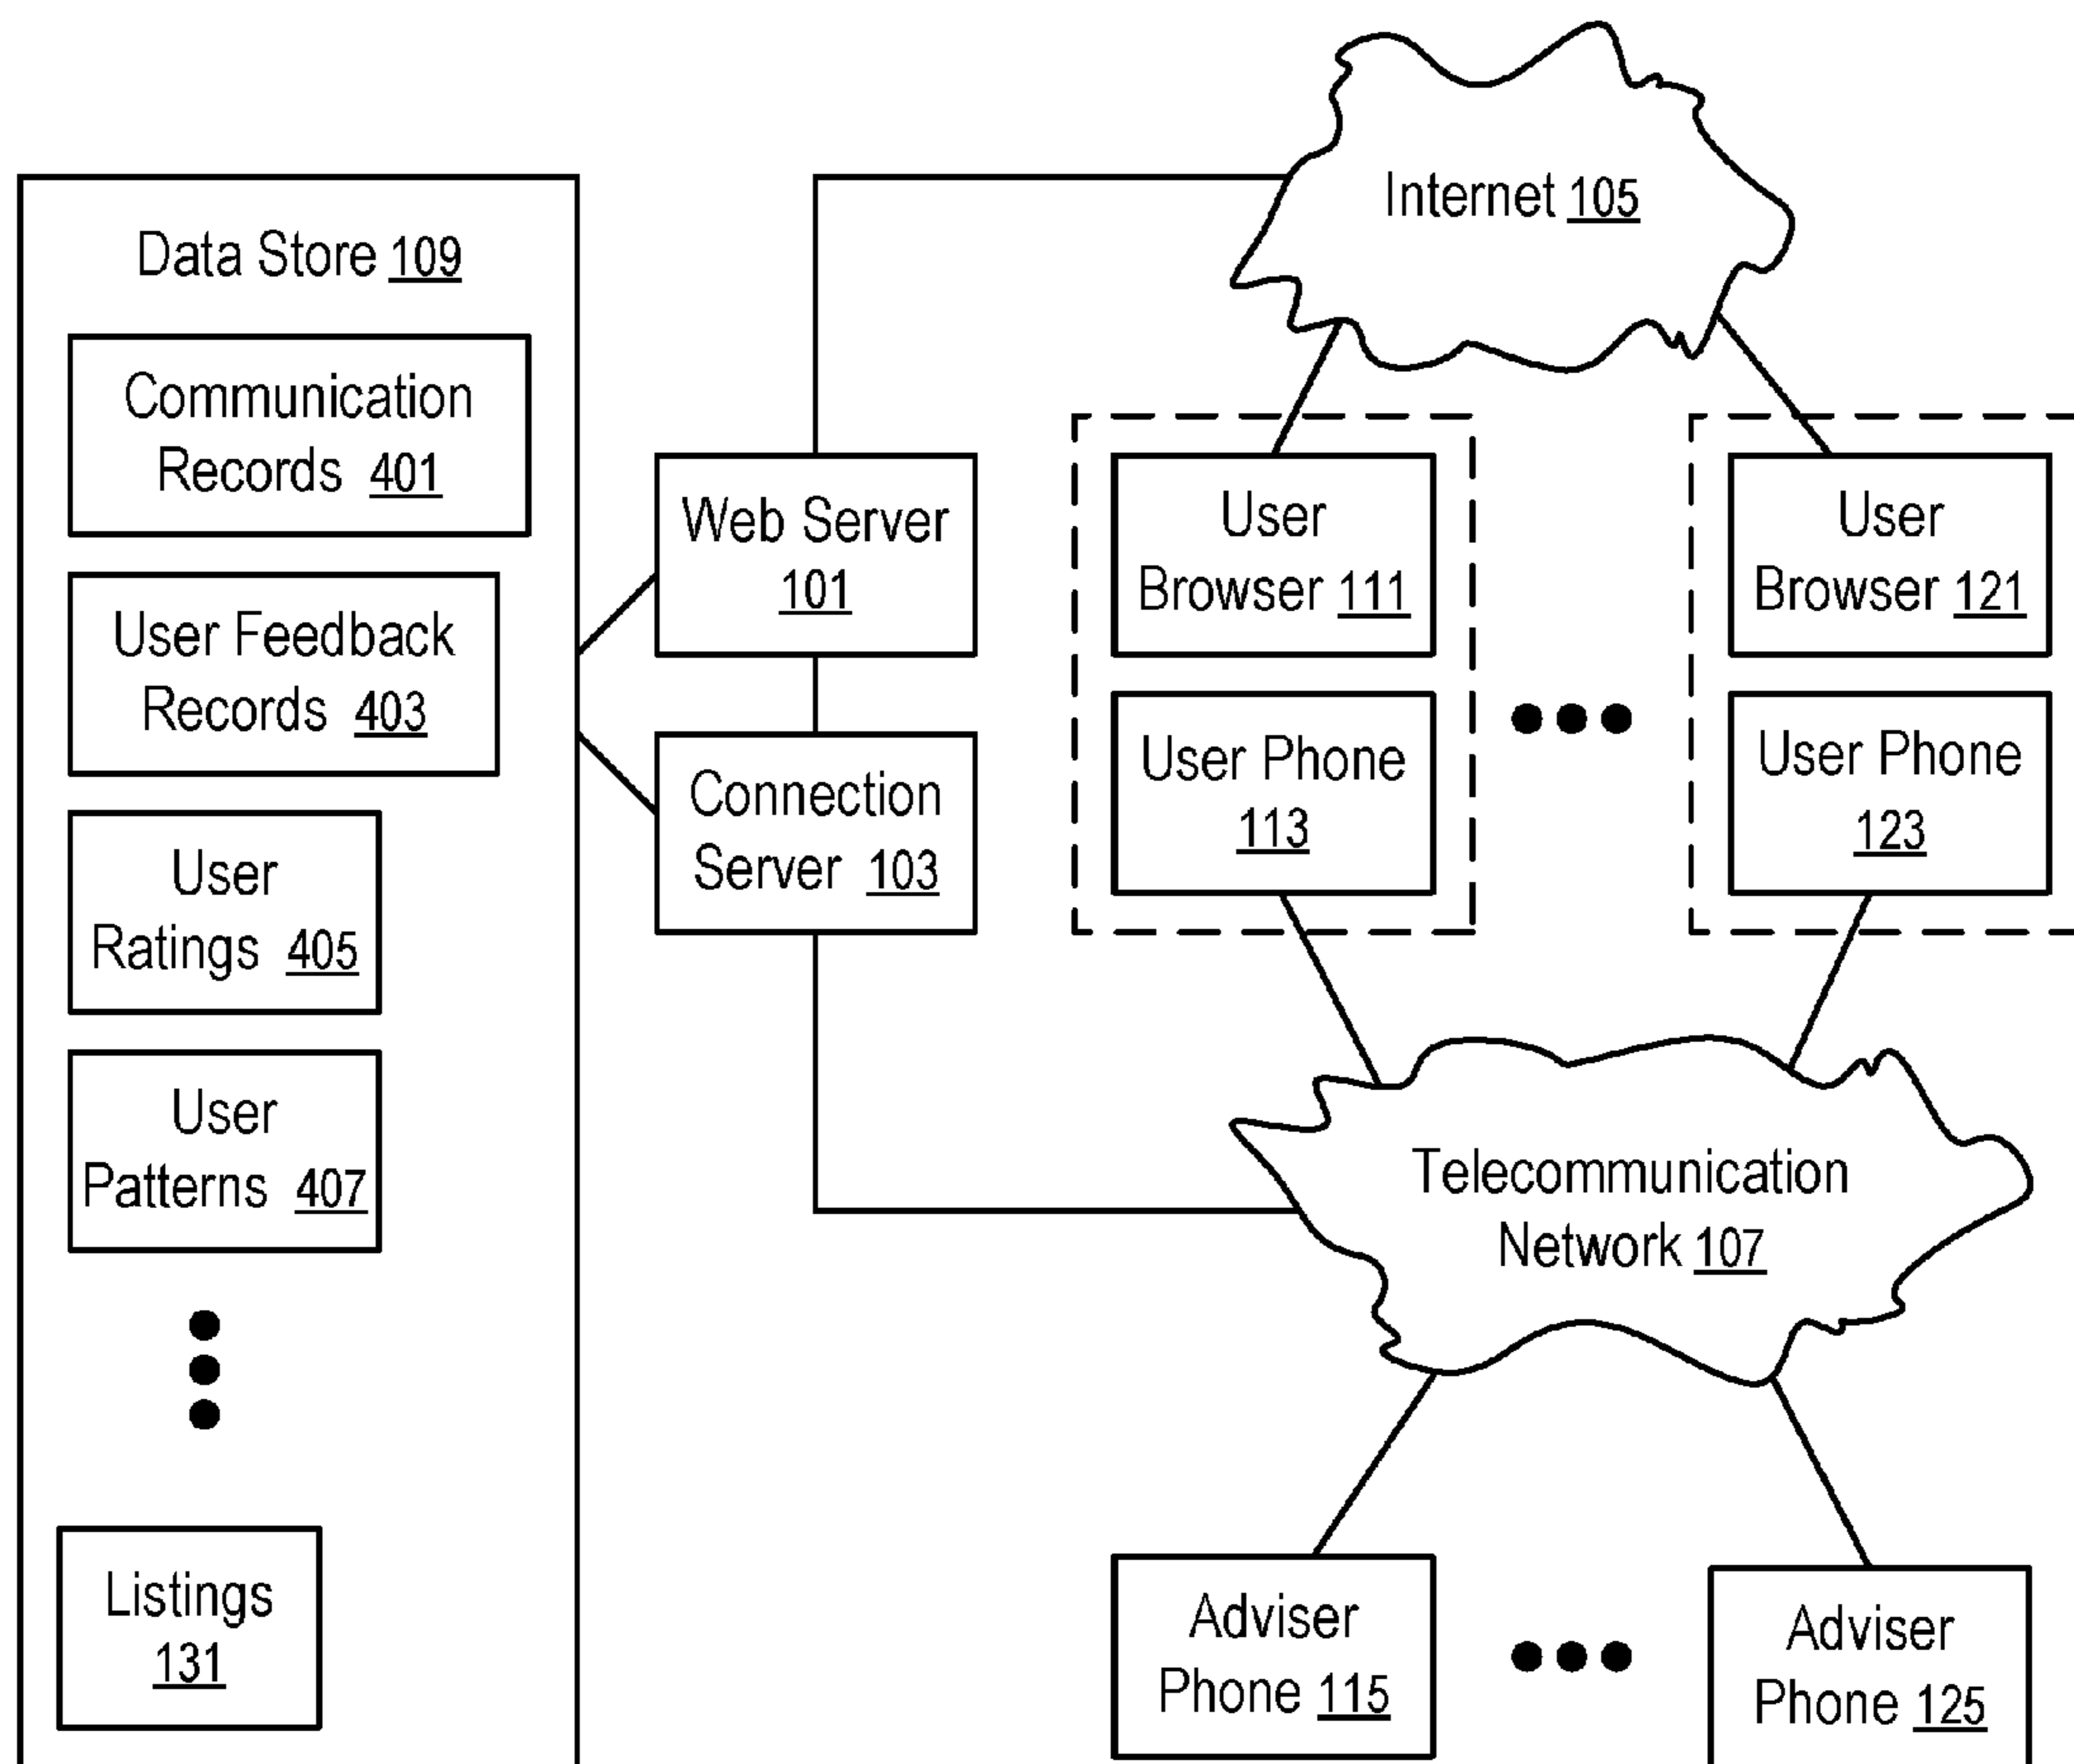 Internet 105
Data Store 109
Communication
Records 401
User Feedback
Records 403
User
Ratings 405
User
Patterns 407
Listings
131
Web Server
101
Connection
Server 103
User
Browser 111
User Phone
113
User
Browser 121
User Phone
123
Telecommunication
Network 107
Adviser
Phone 115
Adviser
Phone 125